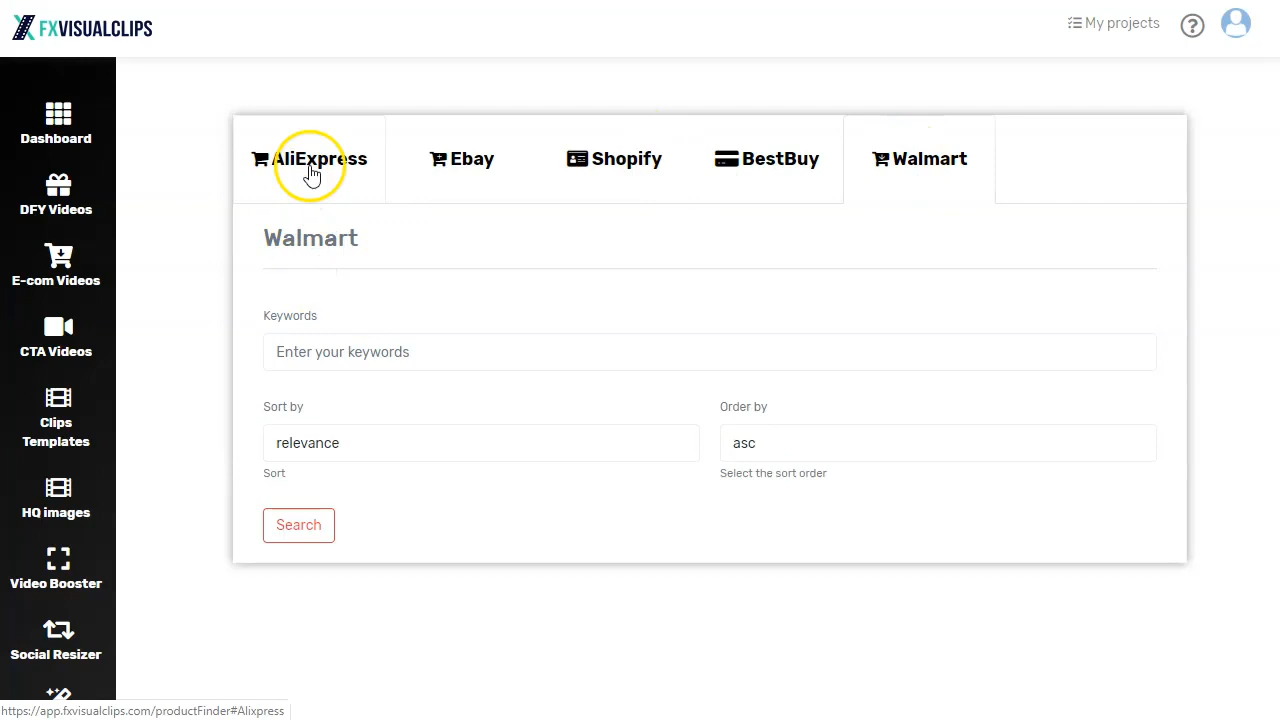 FXVISUALCLIPS
My projects
?
Dashboard
DFY Videos
E-com Videos
CTA Videos
Clips
Templates
HQ images
Video Booster
Social Resizer
AliExpress
Ebay
Shopify
BestBuy
Walmart
Walmart
Keywords
Enter your keywords
Sort by
Order by
relevance
asc
Sort
Select the sort order
Search
https://app.fxvisualclips.com/productFinder#Alixpress